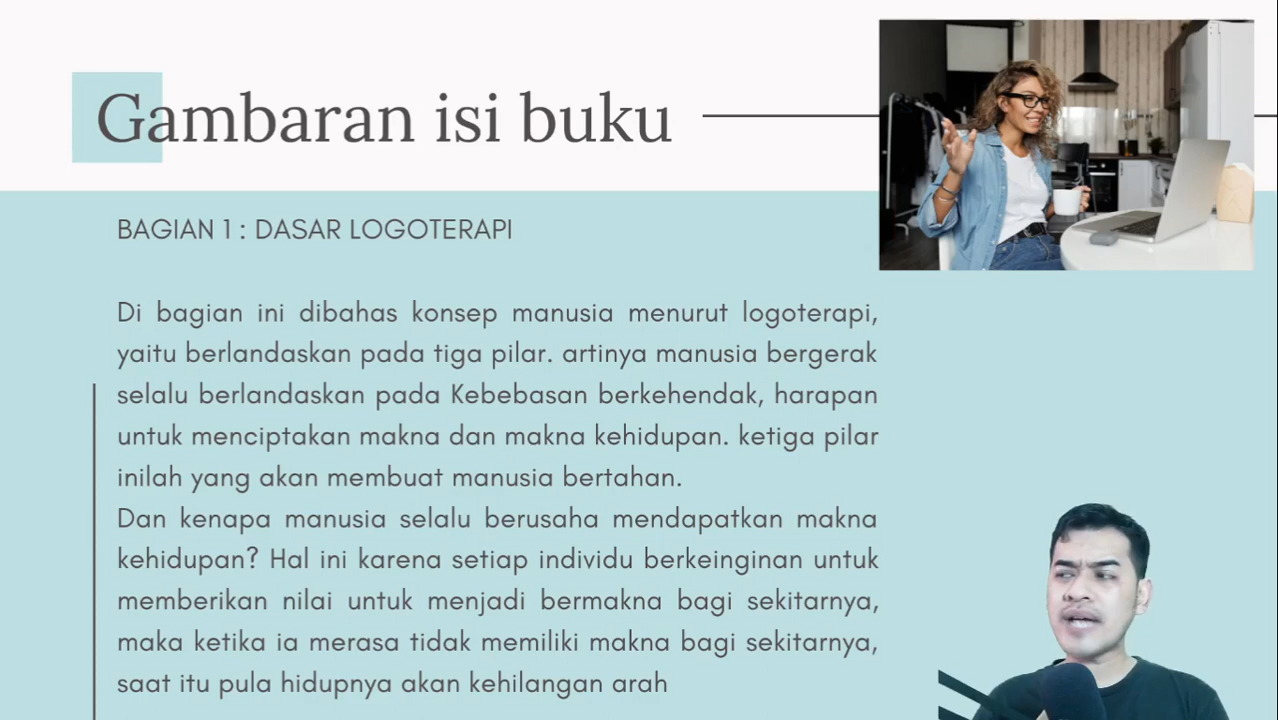 Gambaran isi buku
BAGIAN 1 : DASAR LOGOTERAPI
Di bagian ini dibahas konsep manusia menurut logoterapi,
yaitu berlandaskan pada tiga pilar. artinya manusia bergerak
selalu berlandaskan pada Kebebasan berkehendak, harapan
untuk menciptakan makna dan makna kehidupan. ketiga pilar
inilah yang akan membuat manusia bertahan.
Dan kenapa manusia selalu berusaha mendapatkan makna
kehidupan? Hal ini karena setiap individu berkeinginan untuk
memberikan nilai untuk menjadi bermakna bagi sekitarnya,
maka ketika ia merasa tidak memiliki makna bagi sekitarnya,
saat itu pula hidupnya akan kehilangan arah